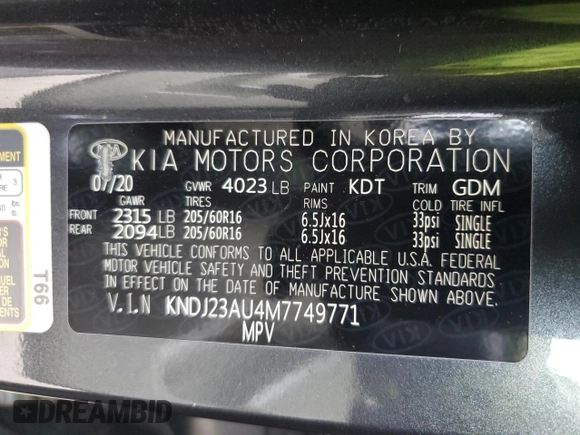 MANUFACTURED IN KOREA BY
KIA KIA MOTORS CORPORATION
07/20 GVWR 4023 LB PAINT KDT TRIM GDM
GAWR TIRES RIMS COLD TIRE INFL
FRONT 2315 LB 205/60R16 6.5Jx16 33psi SINGLE
REAR 2094 LB 205/60R16 6.5Jx16 33psi SINGLE
THIS VEHICLE CONFORMS TO ALL APPLICABLE U.S.A. FEDERAL
MOTOR VEHICLE SAFETY AND THEFT PREVENTION STANDARDS
IN EFFECT ON THE DATE OF MANUFACTURE SHOWN ABOVE.
V.I.N KNDJ23AU4M7749771
MPV
T66
DREAMBID